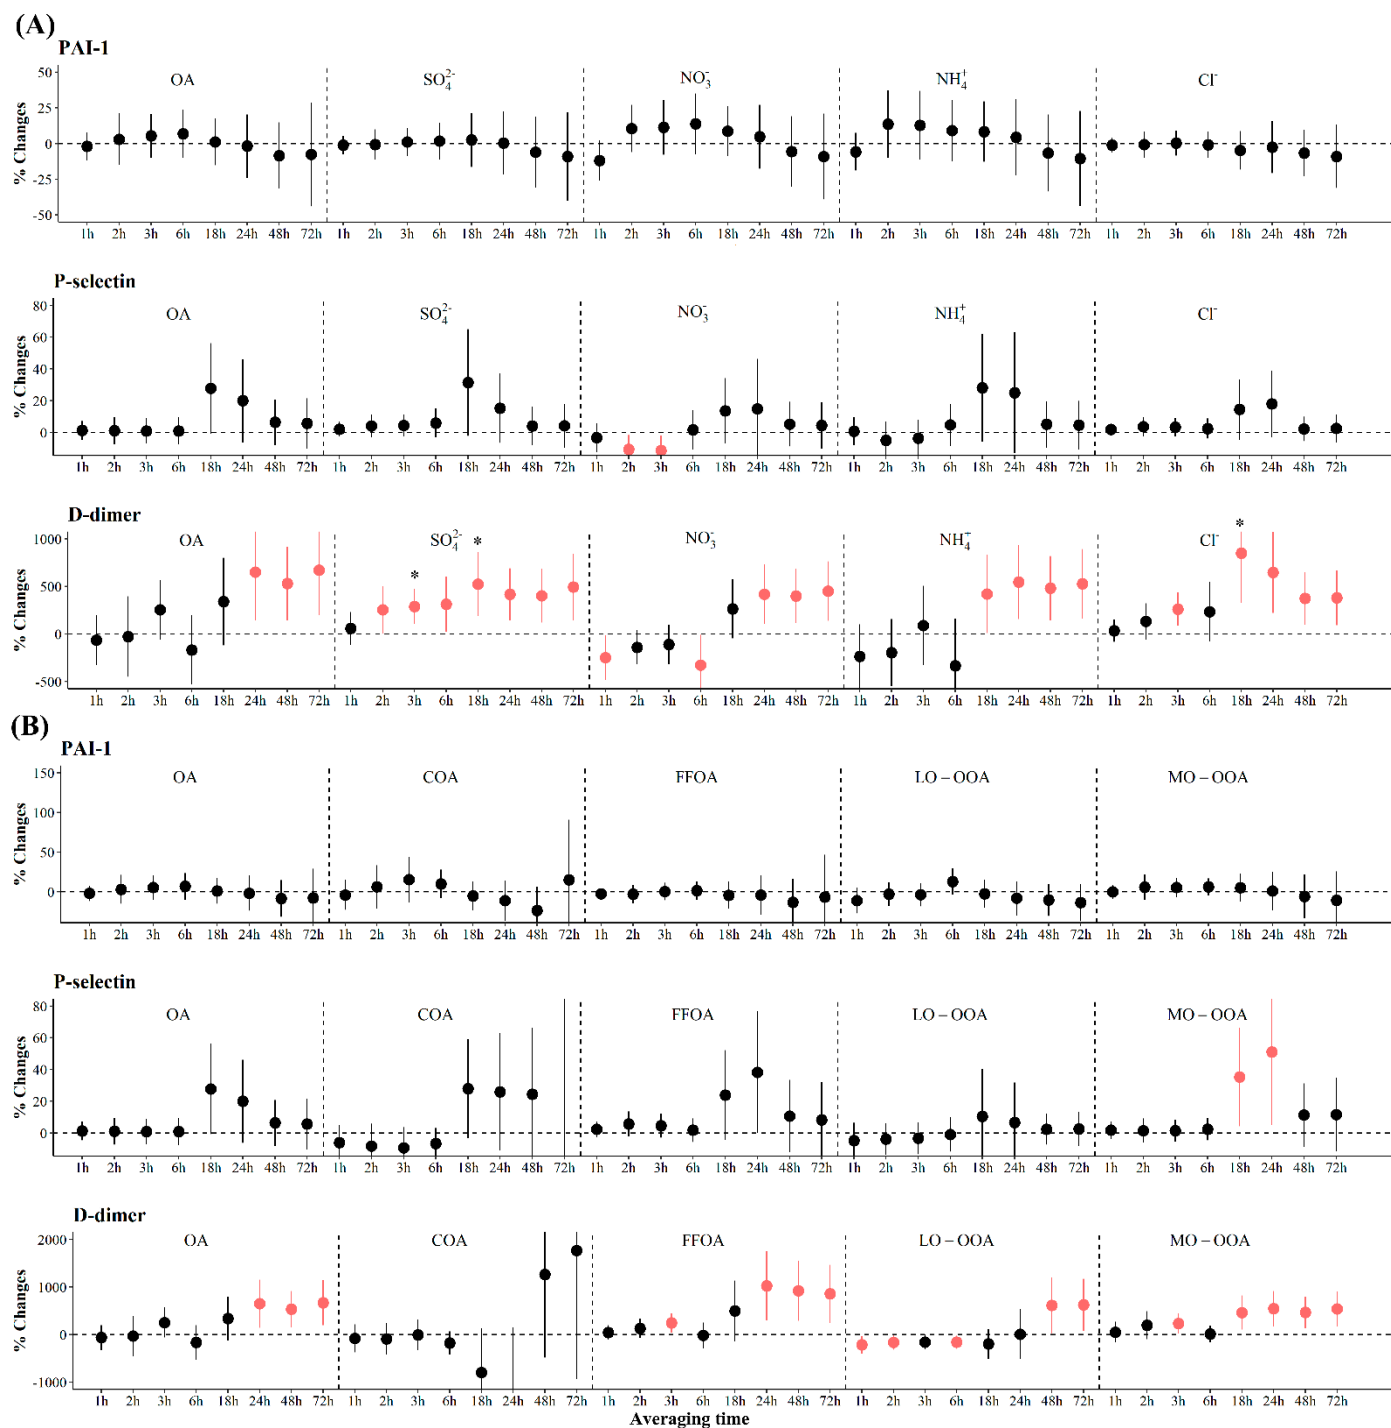 (A)
PAI-1
OA SO₄²⁻ NO₃⁻ NH₄⁺ Cl⁻
% Changes
50
25
0
-25
-50
1h 2h 3h 6h 18h 24h 48h 72h 1h 2h 3h 6h 18h 24h 48h 72h 1h 2h 3h 6h 18h 24h 48h 72h 1h 2h 3h 6h 18h 24h 48h 72h 1h 2h 3h 6h 18h 24h 48h 72h
P-selectin
OA SO₄²⁻ NO₃⁻ NH₄⁺ Cl⁻
% Changes
80
60
40
20
0
1h 2h 3h 6h 18h 24h 48h 72h 1h 2h 3h 6h 18h 24h 48h 72h 1h 2h 3h 6h 18h 24h 48h 72h 1h 2h 3h 6h 18h 24h 48h 72h 1h 2h 3h 6h 18h 24h 48h 72h
D-dimer
OA SO₄²⁻ NO₃⁻ NH₄⁺ Cl⁻
* * *
% Changes
1000
500
0
-500
1h 2h 3h 6h 18h 24h 48h 72h 1h 2h 3h 6h 18h 24h 48h 72h 1h 2h 3h 6h 18h 24h 48h 72h 1h 2h 3h 6h 18h 24h 48h 72h 1h 2h 3h 6h 18h 24h 48h 72h
(B)
PAI-1
OA COA FFOA LO – OOA MO – OOA
% Changes
150
100
50
0
1h 2h 3h 6h 18h 24h 48h 72h 1h 2h 3h 6h 18h 24h 48h 72h 1h 2h 3h 6h 18h 24h 48h 72h 1h 2h 3h 6h 18h 24h 48h 72h 1h 2h 3h 6h 18h 24h 48h 72h
P-selectin
OA COA FFOA LO – OOA MO – OOA
% Changes
80
60
40
20
0
1h 2h 3h 6h 18h 24h 48h 72h 1h 2h 3h 6h 18h 24h 48h 72h 1h 2h 3h 6h 18h 24h 48h 72h 1h 2h 3h 6h 18h 24h 48h 72h 1h 2h 3h 6h 18h 24h 48h 72h
D-dimer
OA COA FFOA LO – OOA MO – OOA
% Changes
2000
1000
0
-1000
1h 2h 3h 6h 18h 24h 48h 72h 1h 2h 3h 6h 18h 24h 48h 72h 1h 2h 3h 6h 18h 24h 48h 72h 1h 2h 3h 6h 18h 24h 48h 72h 1h 2h 3h 6h 18h 24h 48h 72h
Averaging time